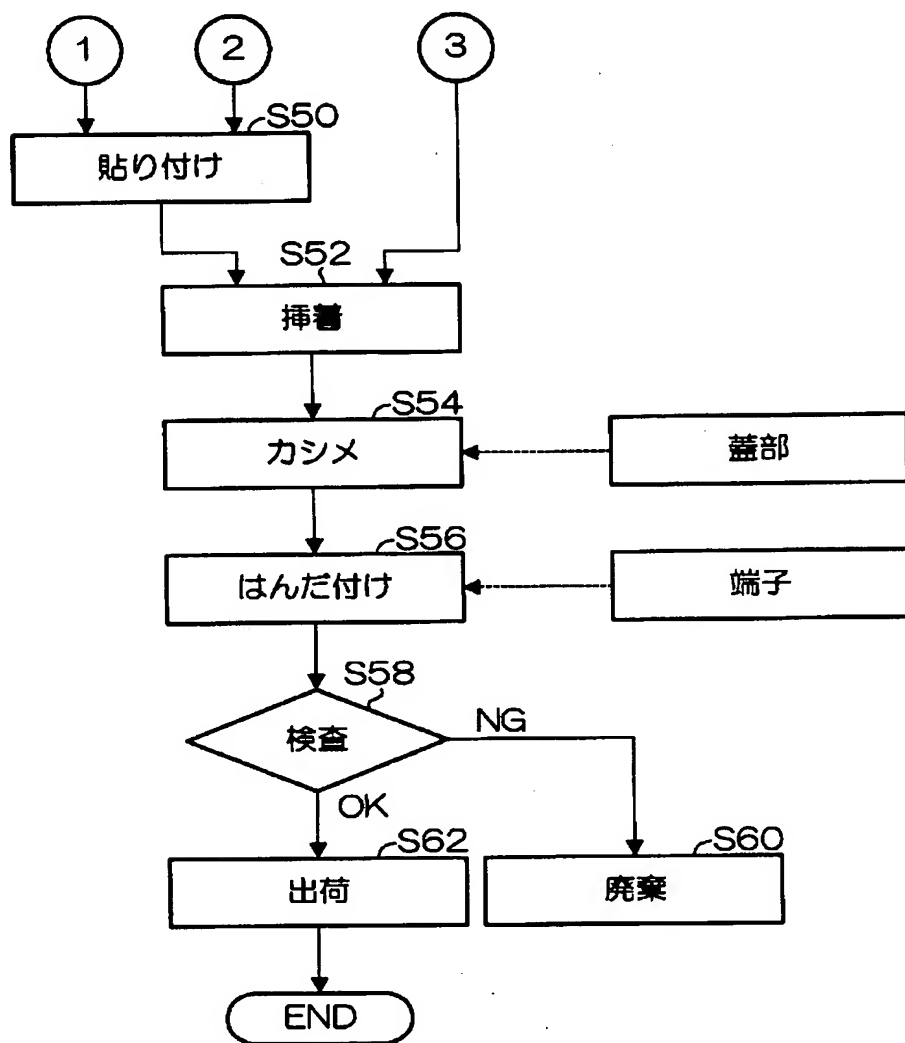 1
2
3
S50
貼り付け
S52
挿着
S54
カシメ
蓋部
S56
はんだ付け
端子
S58
検査
NG
OK
S62
出荷
S60
廃棄
END